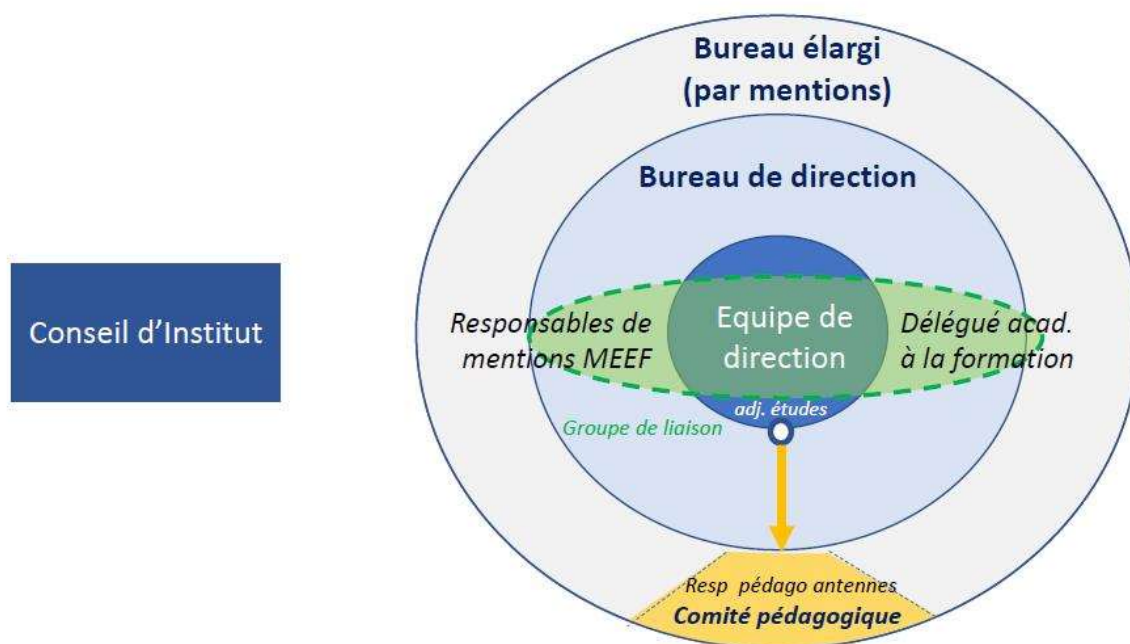 Bureau élargi
(par mentions)
Bureau de direction
Conseil d'Institut
Responsables de
mentions MEEF
Equipe de
direction
Délégué acad.
à la formation
adj. études
Groupe de liaison
Resp pédago antennes
Comité pédagogique